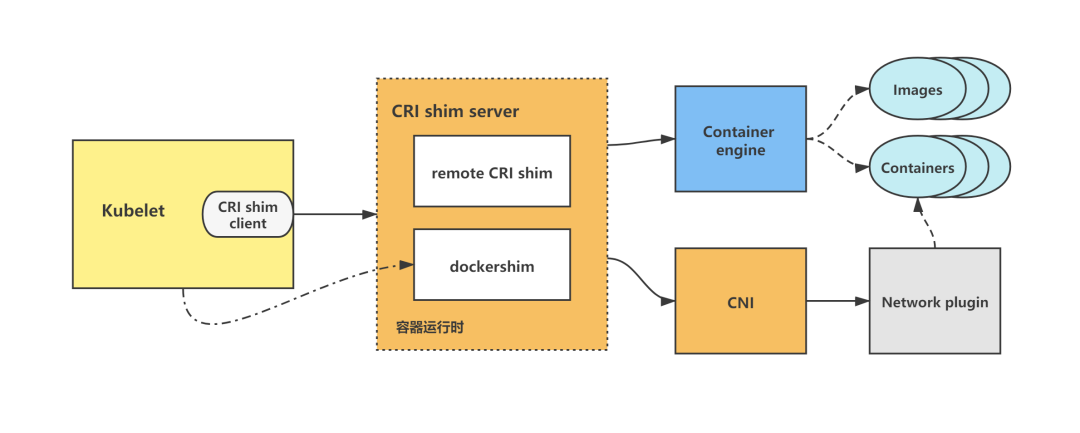 Kubelet
CRI shim
client
CRI shim server
remote CRI shim
dockershim
容器运行时
Container
engine
CNI
Images
Containers
Network plugin